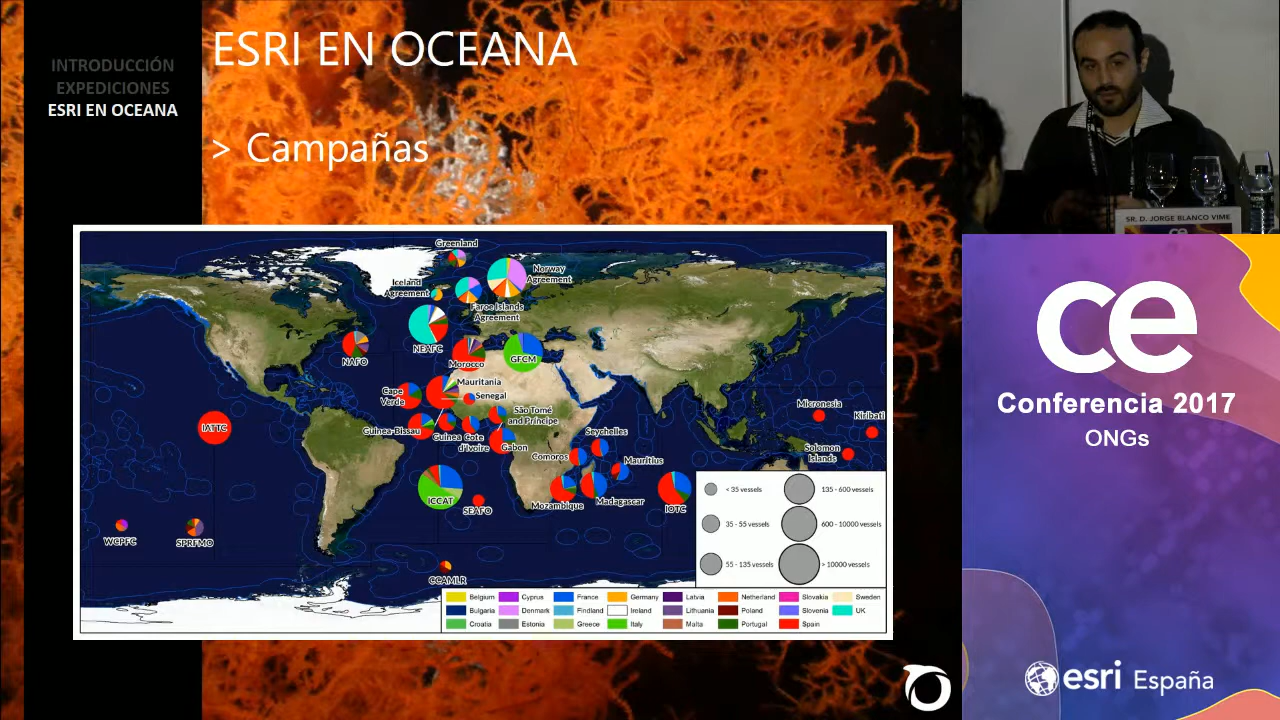 INTRODUCCIÓN
EXPEDICIONES
ESRI EN OCEANA
ESRI EN OCEANA
> Campañas
Greenland
Norway
Agreement
Iceland
Agreement
Faroe Islands
Agreement
NEAFC
NAFO
Morocco
GFCM
Mauritania
Cape
Verde
Senegal
São Tomé
and Príncipe
Guinea-Bissau
Guinea
Cote
d'Ivoire
Gabon
IATTC
Micronesia
Kiribati
Solomon
Islands
Seychelles
Comoros
Mauritius
Mozambique
Madagascar
IOTC
ICCAT
SEAFO
WCPFC
SPRFMO
CCAMLR
< 35 vessels
135 - 600 vessels
35 - 55 vessels
600 - 10000 vessels
55 - 135 vessels
> 10000 vessels
Belgium Cyprus France Germany Latvia Netherland Slovakia Sweden
Bulgaria Denmark Findland Ireland Lithuania Poland Slovenia UK
Croatia Estonia Greece Italy Malta Portugal Spain
SR. D. JORGE BLANCO VIME
ce
ce
Conferencia 2017
ONGs
esri España